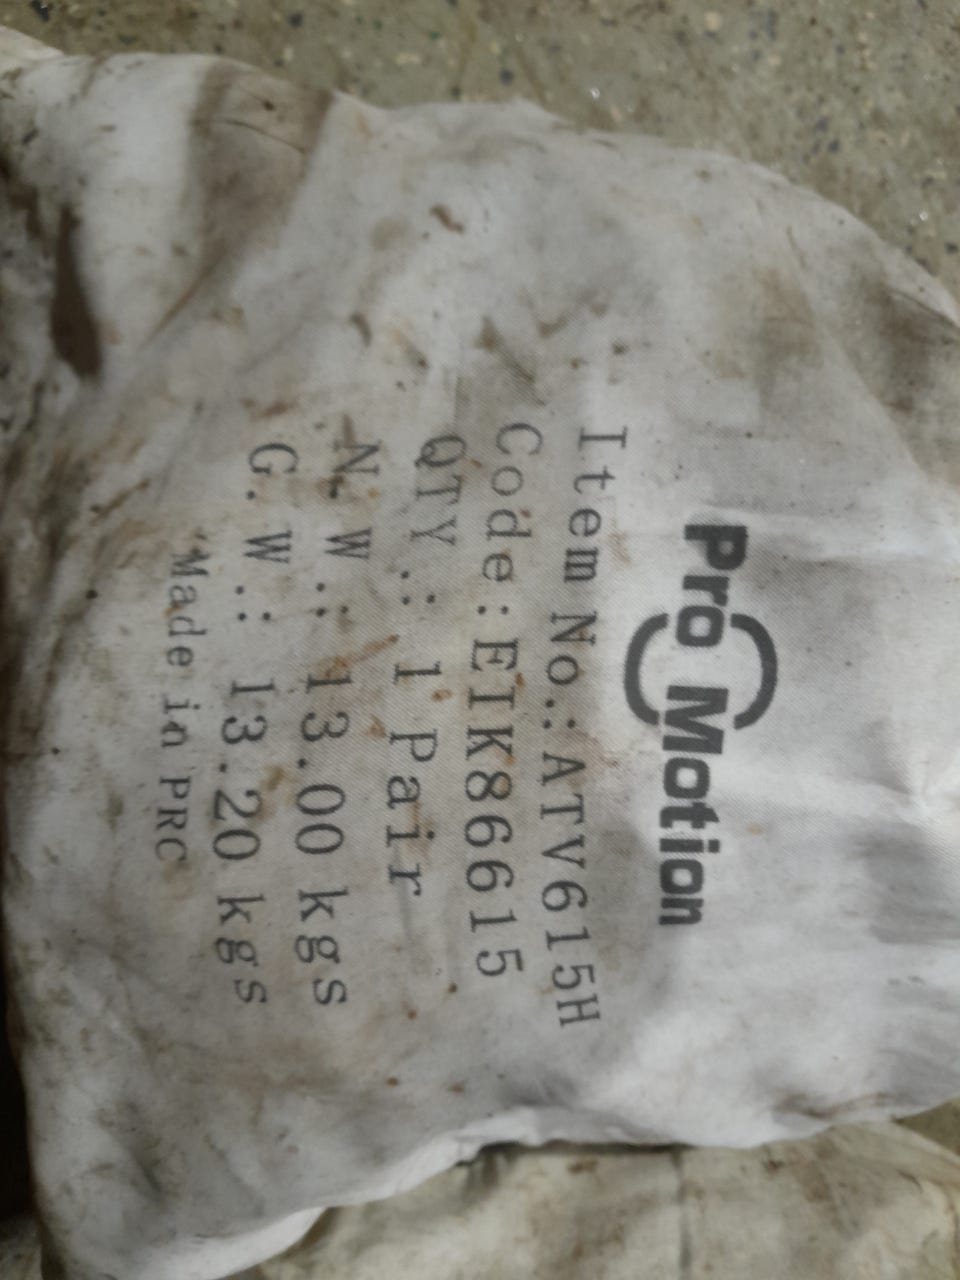 Pro Motion
Item No.:ATV615H
Code:EIK86615
QTY.: 1 Pair
N.W.: 13.00 kgs
G.W.: 13.20 kgs
Made in PRC